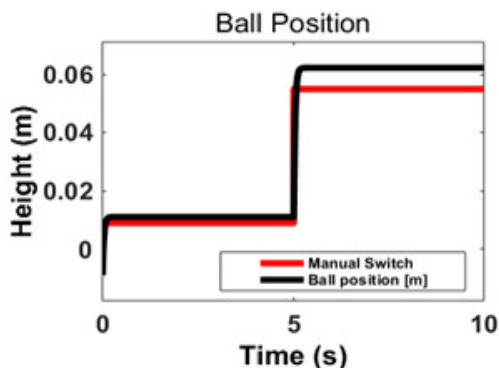 Ball Position
Height (m)
0.06
0.04
0.02
0
Manual Switch
Ball position [m]
0
5
10
Time (s)